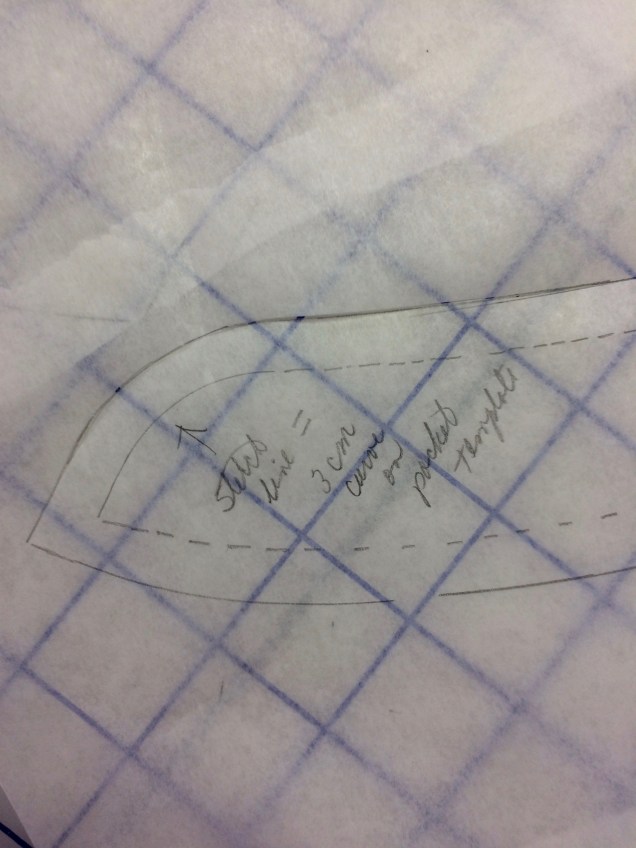 Stitch
line =
3 cm
curve
on
pocket
template